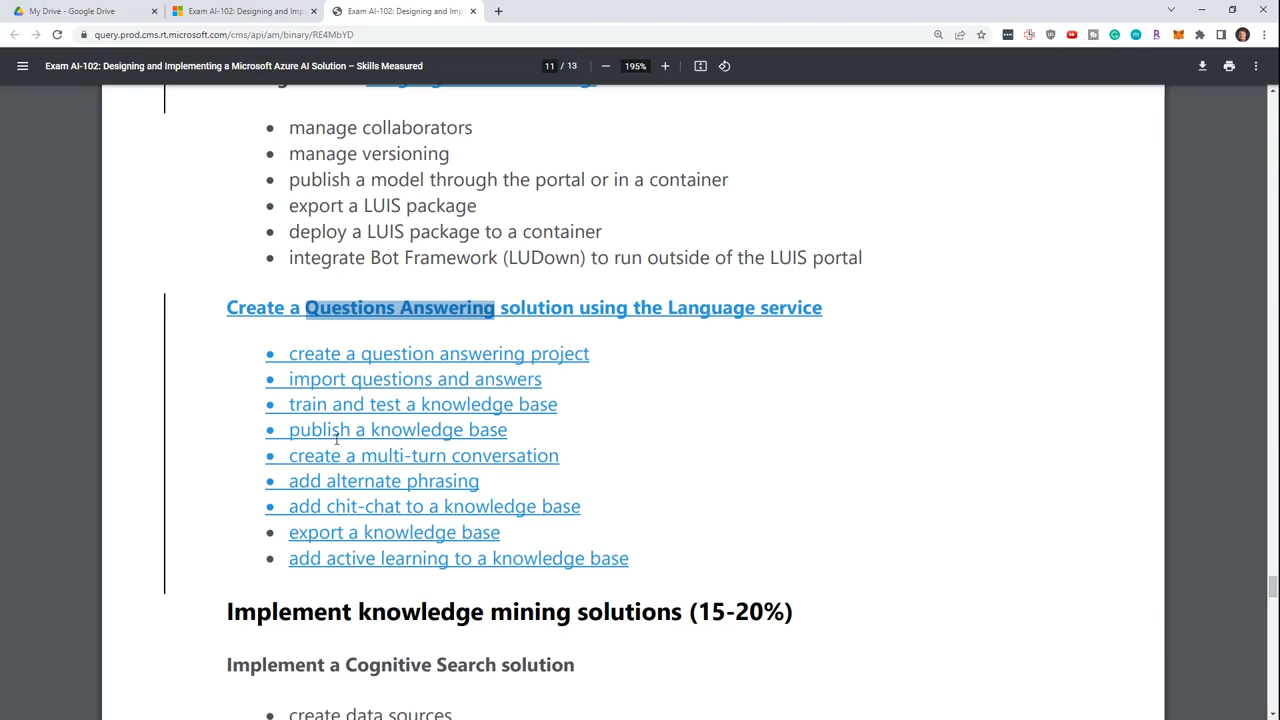 My Drive - Google Drive
Exam AI-102: Designing and Imp
Exam AI-102: Designing and Imp
query.prod.cms.rt.microsoft.com/cms/api/am/binary/RE4MbYD
Exam AI-102: Designing and Implementing a Microsoft Azure AI Solution – Skills Measured
11 / 13
195%
• manage collaborators
• manage versioning
• publish a model through the portal or in a container
• export a LUIS package
• deploy a LUIS package to a container
• integrate Bot Framework (LUDown) to run outside of the LUIS portal
Create a Questions Answering solution using the Language service
• create a question answering project
• import questions and answers
• train and test a knowledge base
• publish a knowledge base
• create a multi-turn conversation
• add alternate phrasing
• add chit-chat to a knowledge base
• export a knowledge base
• add active learning to a knowledge base
Implement knowledge mining solutions (15-20%)
Implement a Cognitive Search solution
• create data sources